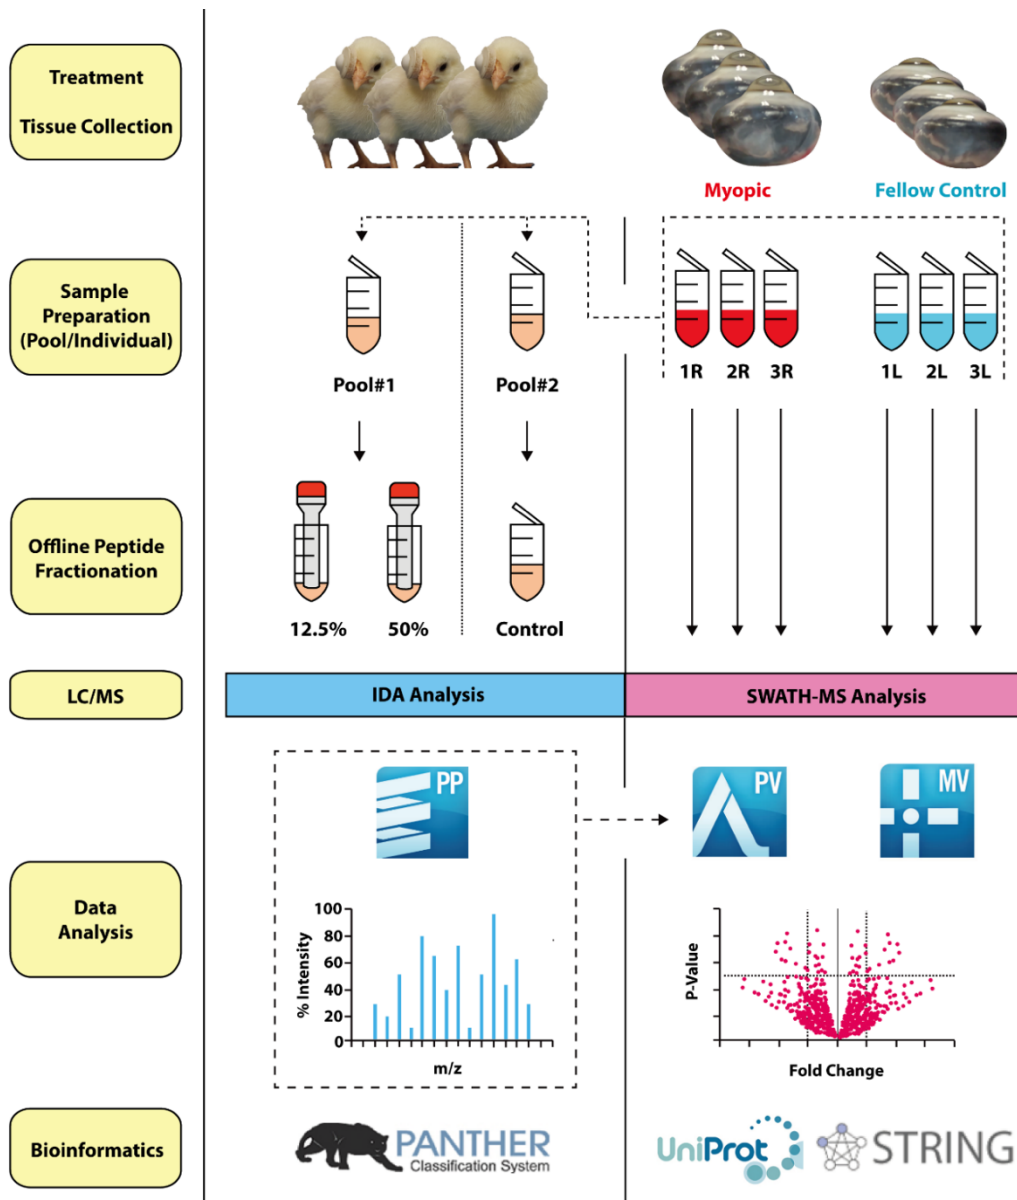 Treatment
Tissue Collection
Myopic
Fellow Control
Sample
Preparation
(Pool/Individual)
Pool#1
Pool#2
1R
2R
3R
1L
2L
3L
Offline Peptide
Fractionation
12.5%
50%
Control
LC/MS
IDA Analysis
SWATH-MS Analysis
PP
PV
MV
Data
Analysis
% Intensity
100
80
60
40
20
0
m/z
P-Value
Fold Change
Bioinformatics
PANTHER
Classification System
UniProt
STRING